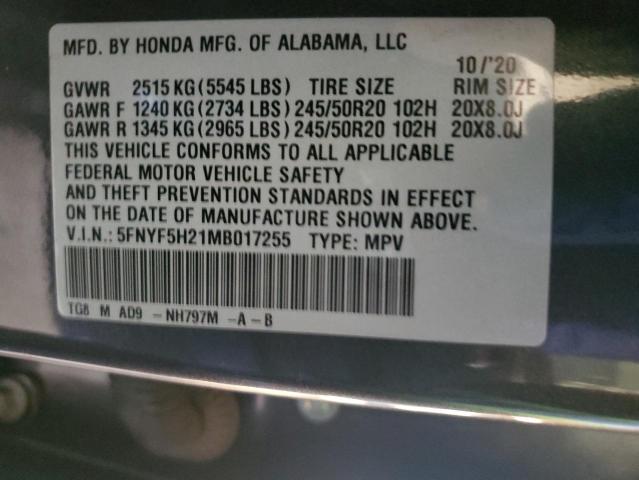 MFD. BY HONDA MFG. OF ALABAMA, LLC
10/'20
GVWR 2515 KG (5545 LBS) TIRE SIZE RIM SIZE
GAWR F 1240 KG (2734 LBS) 245/50R20 102H 20X8.0J
GAWR R 1345 KG (2965 LBS) 245/50R20 102H 20X8.0J
THIS VEHICLE CONFORMS TO ALL APPLICABLE
FEDERAL MOTOR VEHICLE SAFETY
AND THEFT PREVENTION STANDARDS IN EFFECT
ON THE DATE OF MANUFACTURE SHOWN ABOVE.
V.I.N.: 5FNYF5H21MB017255 TYPE: MPV
TG8 M AD9 - NH797M - A - B